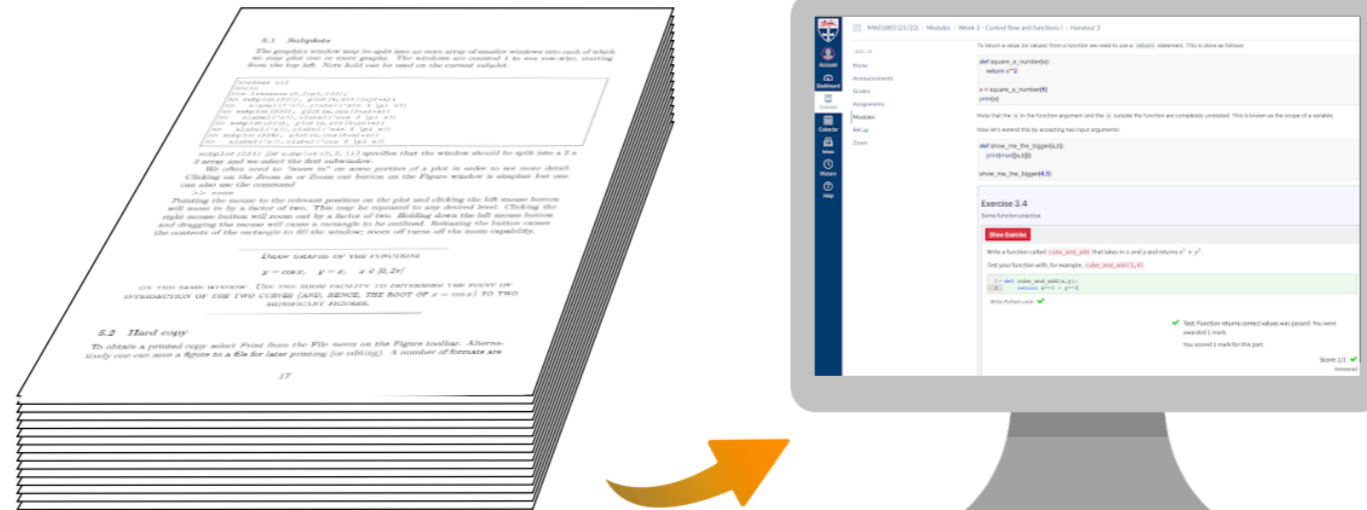 5.1 Subplots
The graphics window may be split into an m×n array of smaller windows into each of which
we may plot one or more graphs. The windows are counted 1 to mn row-wise, starting
from the top left. Note hold can be used on the current subplot.
subplot(221) (or subplot(2,2,1)) specifies that the window should be split into a 2 x
2 array and we select the first subwindow.
We often need to "zoom in" on some portion of a plot in order to see more detail.
Clicking on the Zoom in or Zoom out button on the Figure window is simplest but one
can also use the command
>> zoom
Pointing the mouse to the relevant position on the plot and clicking the left mouse button
will zoom in by a factor of two. This may be repeated to any desired level. Clicking the
right mouse button will zoom out by a factor of two. Holding down the left mouse button
and dragging the mouse will cause a rectangle to be outlined. Releasing the button causes
the contents of the rectangle to fill the window; zoom off turns off the zoom capability.
DRAW GRAPHS OF THE FUNCTIONS
y = cos x, y = x, x ∈ [0, 2π]
ON THE SAME WINDOW. USE THE ZOOM FACILITY TO DETERMINE THE POINT OF
INTERSECTION OF THE TWO CURVES (AND, HENCE, THE ROOT OF x = cos x) TO TWO
SIGNIFICANT FIGURES.
5.2 Hard copy
To obtain a printed copy select Print from the File menu on the Figure toolbar. Alterna-
tively one can save a figure to a file for later printing (or editing). A number of formats are
17
MAS1803 (21/22) › Modules › Week 3 - Control flow and functions I › Handout 3
Account
Dashboard
Courses
Calendar
Inbox
History
Help
2021/22
Home
Announcements
Grades
Assignments
Modules
ReCap
Zoom
To return a value (or values) from a function we need to use a return statement. This is done as follows:
def square_a_number(x):
return x**2
x = square_a_number(5)
print(x)
Note that the x in the function argument and the x outside the function are completely unrelated. This is known as the scope of a variable.
Now let's extend this by accepting two input arguments:
def show_me_the_bigger(a,b):
print(max([a,b]))
show_me_the_bigger(4,5)
Exercise 3.4
Some function practice.
Show Exercise
Write a function called cube_and_add that takes in x and y and returns x³ + y³.
Test your function with, for example, cube_and_add(3,4)
1 def cube_and_add(x,y):
2 return x**3 + y**3
Write Python code
Test: Function returns correct values was passed. You were
awarded 1 mark.
You scored 1 mark for this part.
Score: 1/1
Answered